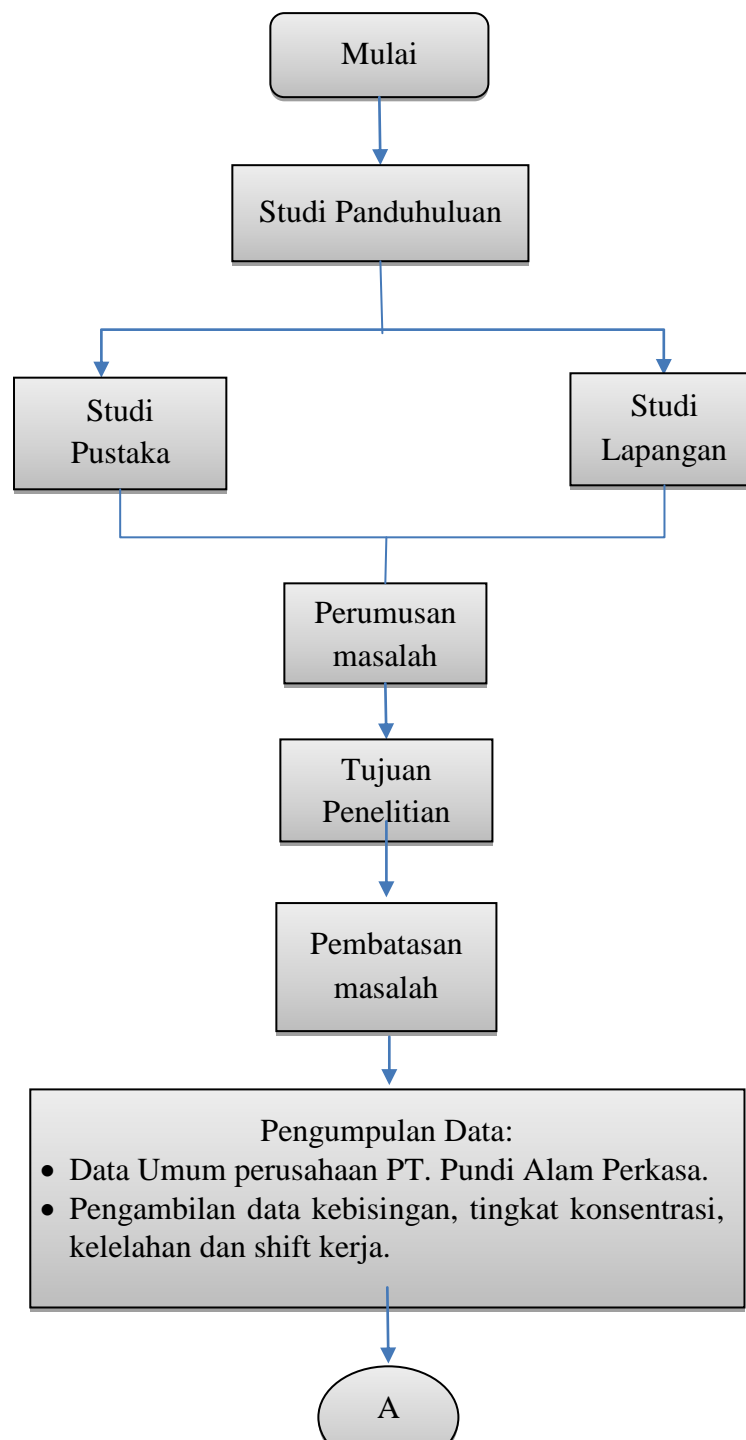 Mulai
Studi Panduhuluan
Studi
Pustaka
Studi
Lapangan
Perumusan
masalah
Tujuan
Penelitian
Pembatasan
masalah
Pengumpulan Data:
• Data Umum perusahaan PT. Pundi Alam Perkasa.
• Pengambilan data kebisingan, tingkat konsentrasi,
kelelahan dan shift kerja.
A